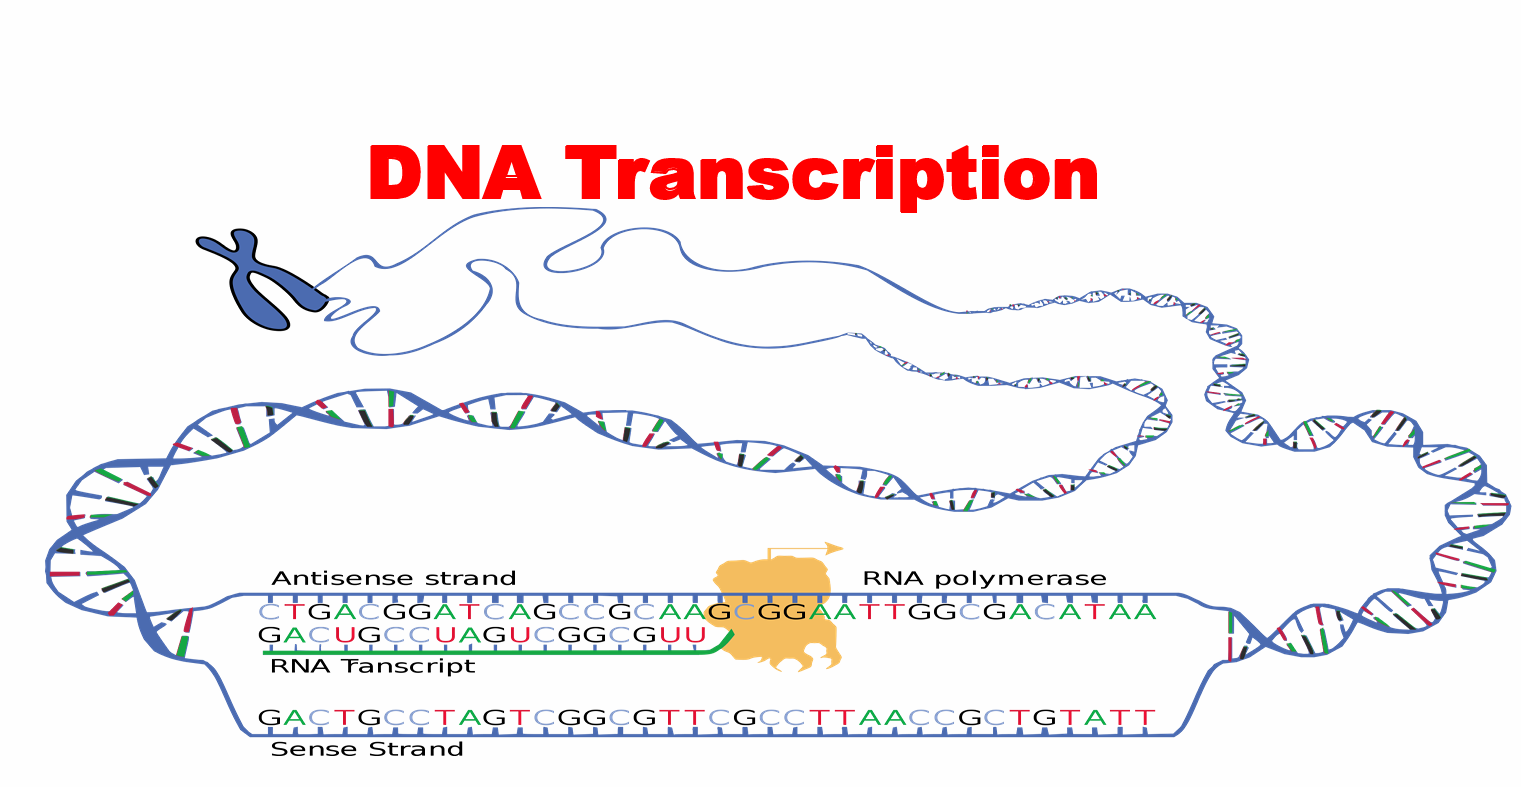 DNA Transcription
Antisense strand
RNA polymerase
CTGACGGATCAGCCGCAAGCGGAATTGGCGACATAA
GACUGCCUAGUCGGCGUU
RNA Tanscript
GACTGCCTAGTCGGCGTTCGCCTTAACCGCTGTATT
Sense Strand